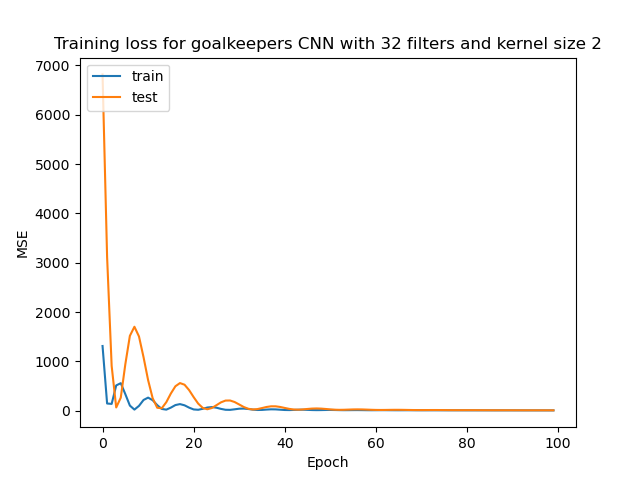 Training loss for goalkeepers CNN with 32 filters and kernel size 2
7000
train
test
6000
5000
4000
MSE
3000
2000
1000
0
0 20 40 60 80 100
Epoch